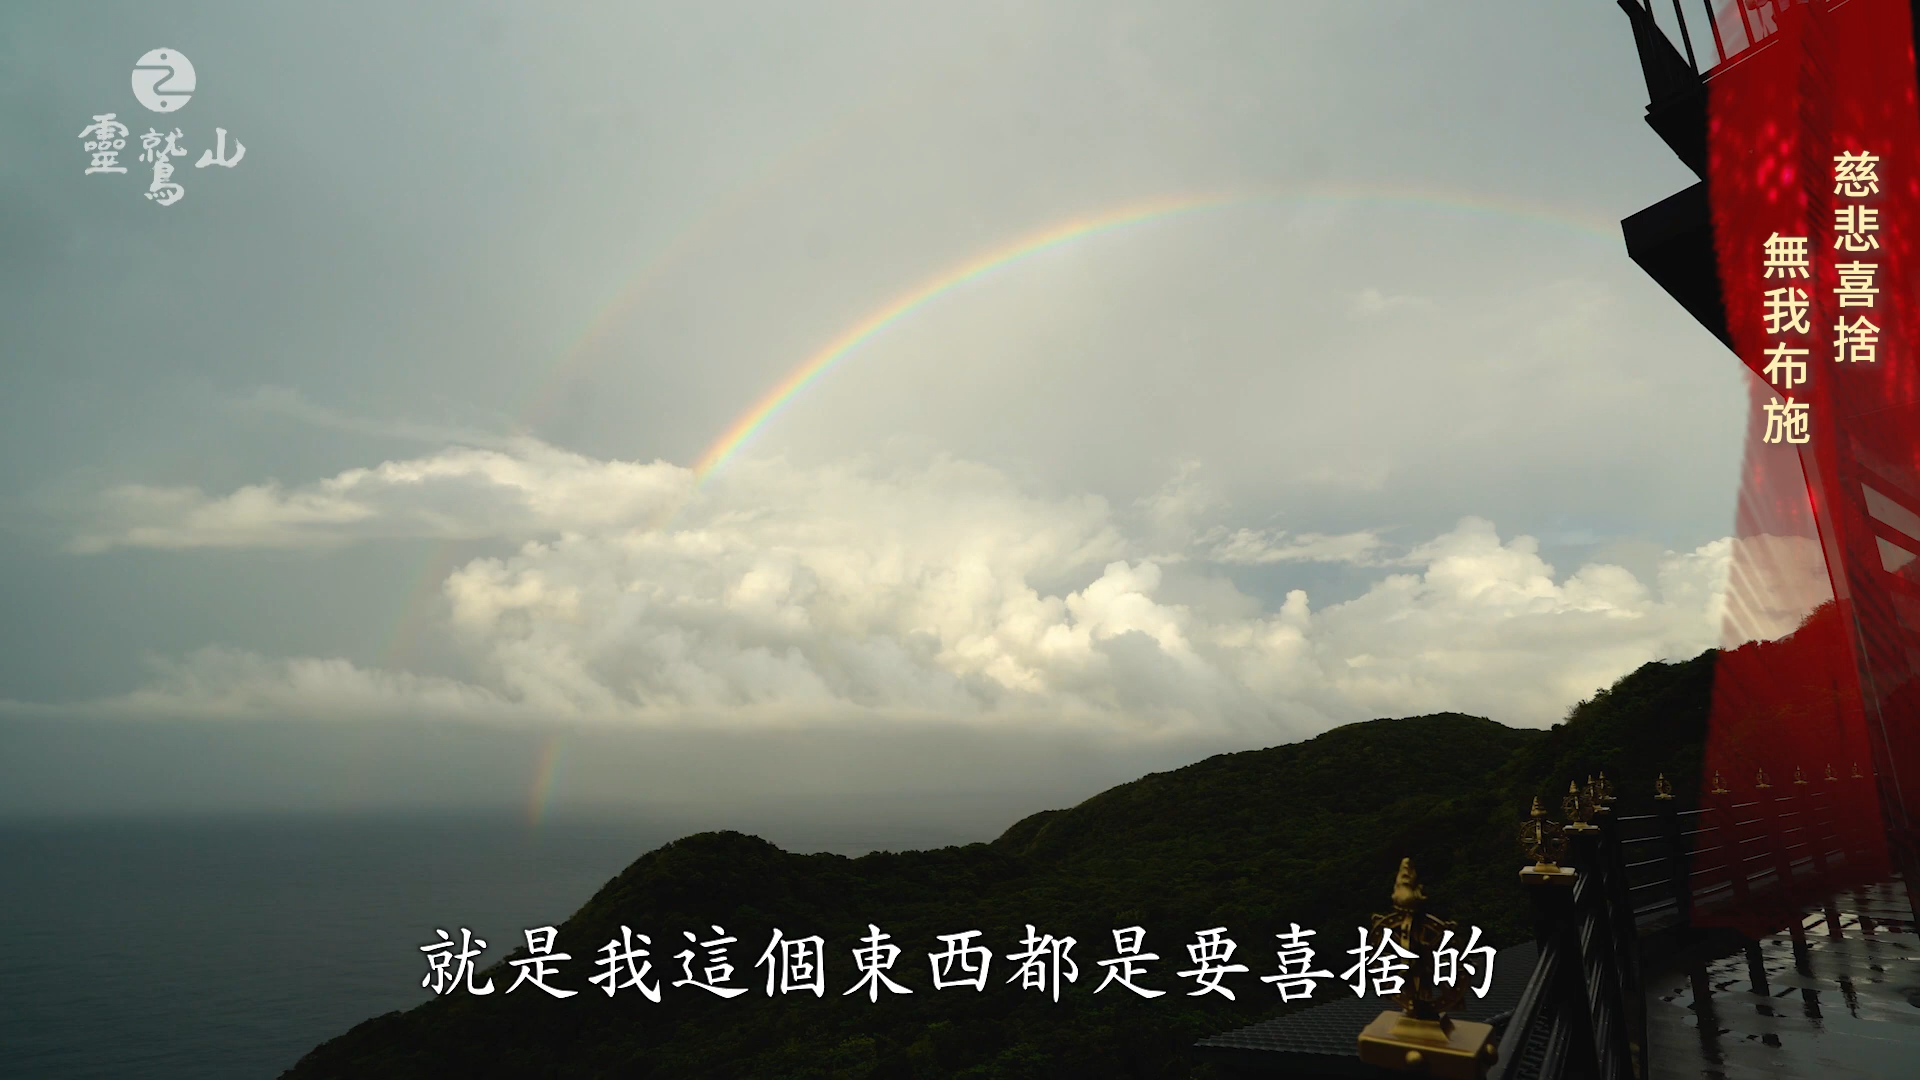 靈鷲山
慈悲喜捨
無我布施
就是我這個東西都是要喜捨的